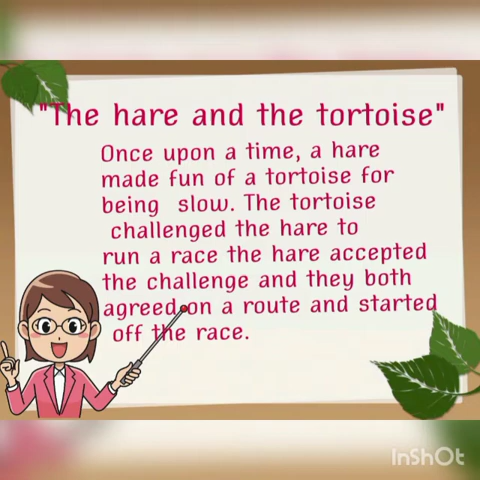 "The hare and the tortoise"
Once upon a time, a hare
made fun of a tortoise for
being slow. The tortoise
challenged the hare to
run a race the hare accepted
the challenge and they both
agreed on a route and started
off the race.
InShOt